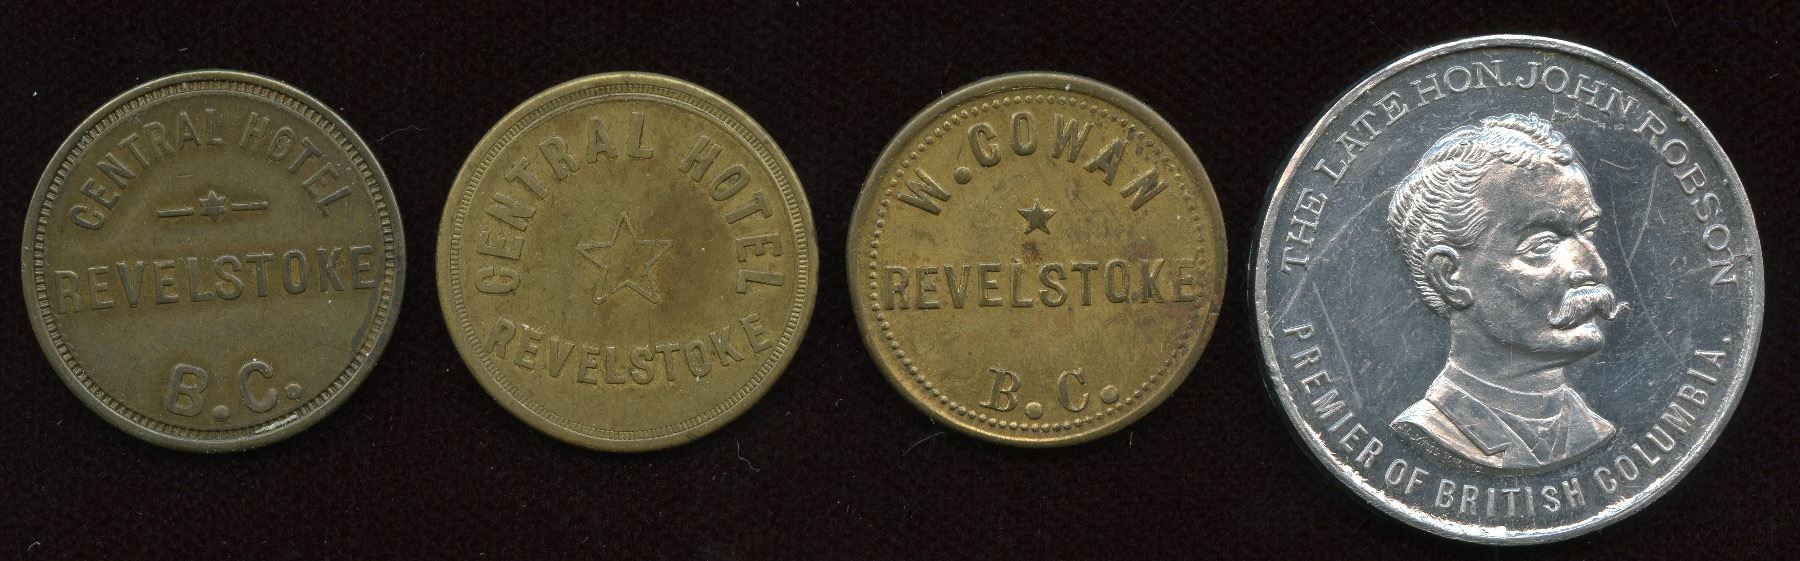 CENTRAL HOTEL
REVELSTOKE
B.C.
CENTRAL HOTEL
REVELSTOKE
W. COWAN
REVELSTOKE
B.C.
THE LATE HON. JOHN ROBSON
PREMIER OF BRITISH COLUMBIA.